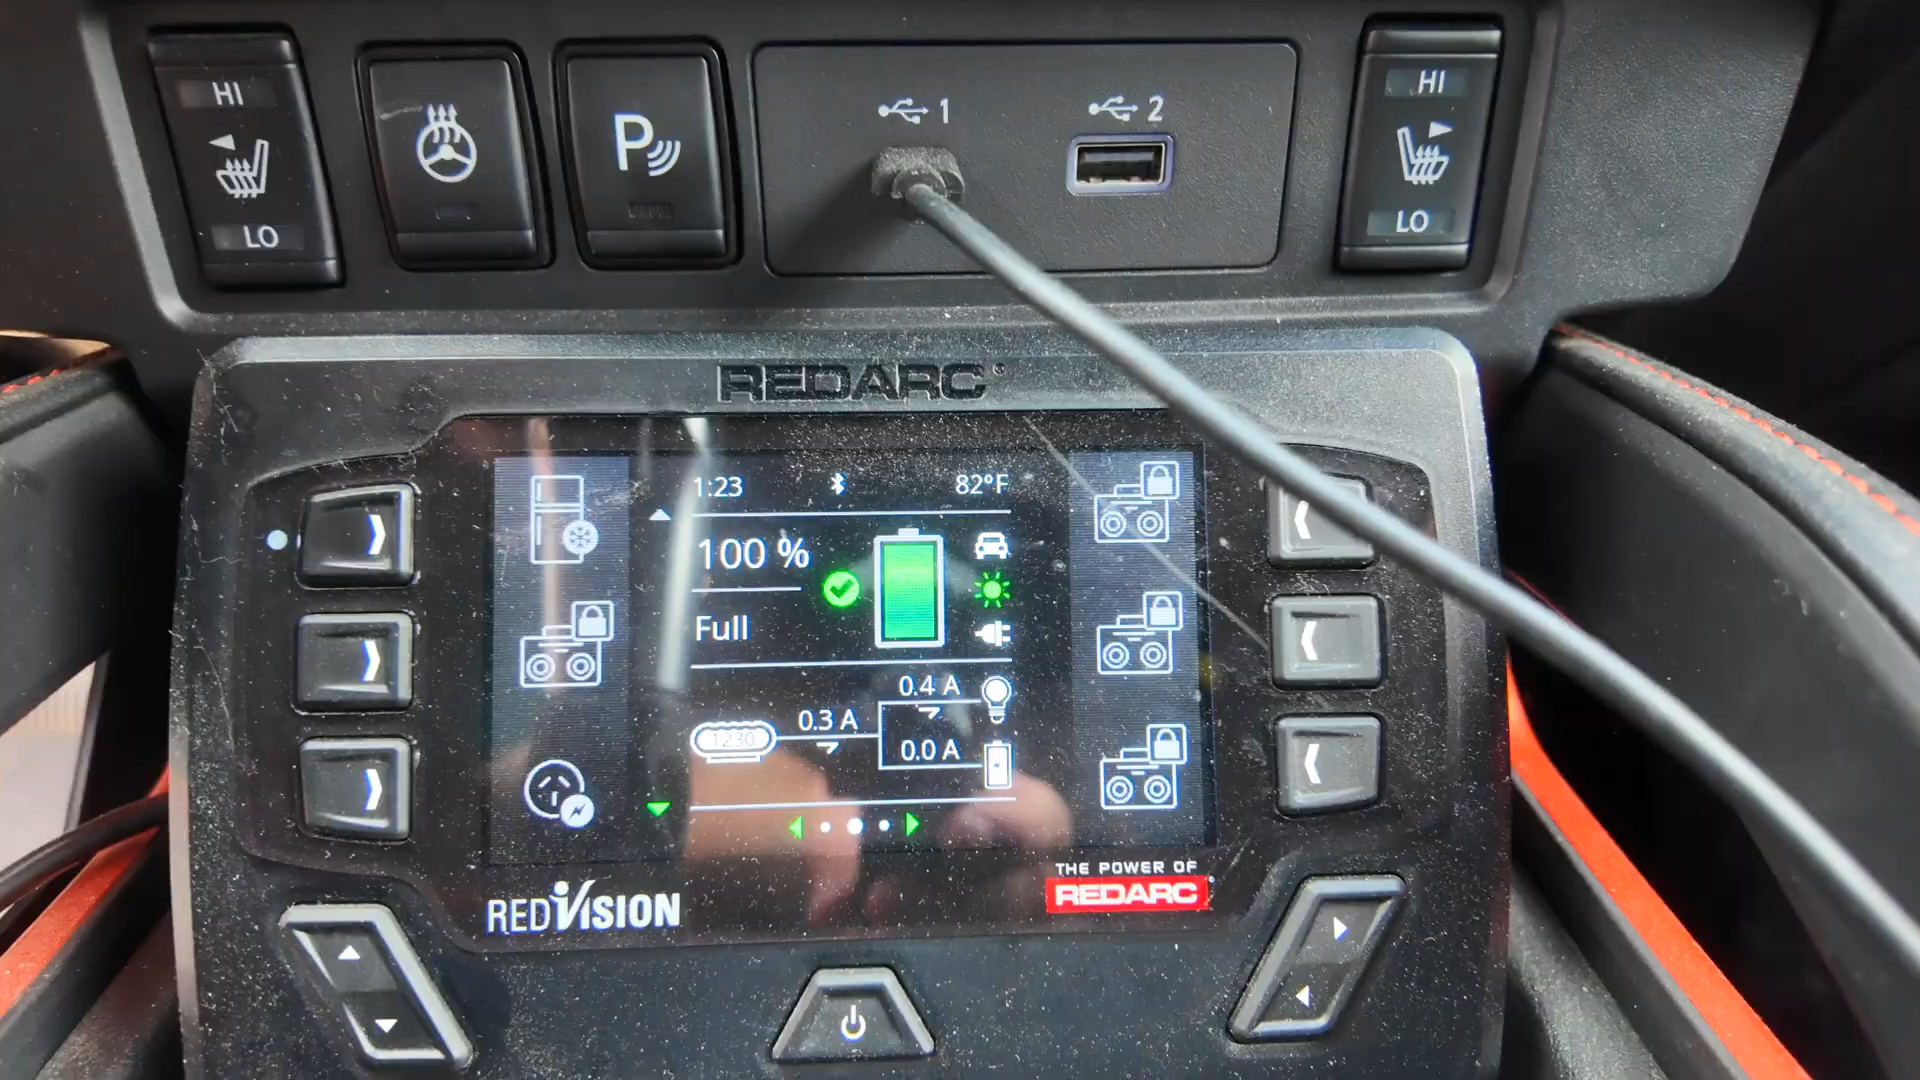 HI
LO
P
1
2
HI
LO
REDARC
1:23
82°F
100 %
Full
0.4 A
0.3 A
1230
0.0 A
THE POWER OF
REDARC
REDVISION